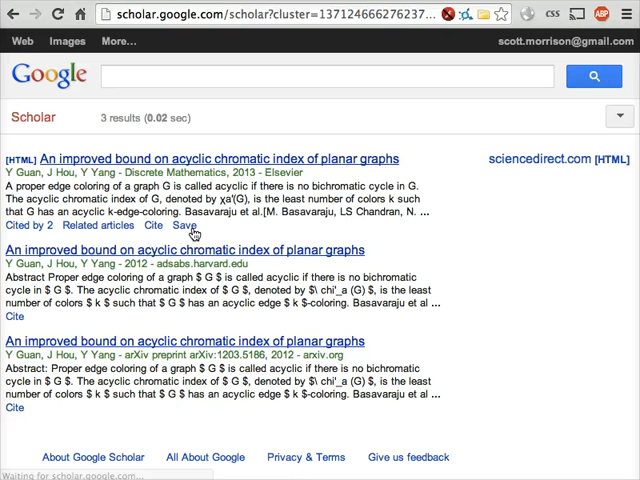 scholar.google.com/scholar?cluster=137124666276237...
CSS
ABP
Web Images More... scott.morrison@gmail.com
Google
Scholar 3 results (0.02 sec)
[HTML] An improved bound on acyclic chromatic index of planar graphs sciencedirect.com [HTML]
Y Guan, J Hou, Y Yang - Discrete Mathematics, 2013 - Elsevier
A proper edge coloring of a graph G is called acyclic if there is no bichromatic cycle in G.
The acyclic chromatic index of G, denoted by χa′(G), is the least number of colors k such
that G has an acyclic k-edge-coloring. Basavaraju et al.[M. Basavaraju, LS Chandran, N. ...
Cited by 2 Related articles Cite Save
An improved bound on acyclic chromatic index of planar graphs
Y Guan, J Hou, Y Yang - 2012 - adsabs.harvard.edu
Abstract Proper edge coloring of a graph $ G $ is called acyclic if there is no bichromatic
cycle in $ G $. The acyclic chromatic index of $ G $, denoted by $\ chi'_a (G) $, is the least
number of colors $ k $ such that $ G $ has an acyclic edge $ k $-coloring. Basavaraju et al ...
Cite
An improved bound on acyclic chromatic index of planar graphs
Y Guan, J Hou, Y Yang - arXiv preprint arXiv:1203.5186, 2012 - arxiv.org
Abstract: Proper edge coloring of a graph $ G $ is called acyclic if there is no bichromatic
cycle in $ G $. The acyclic chromatic index of $ G $, denoted by $\ chi'_a (G) $, is the least
number of colors $ k $ such that $ G $ has an acyclic edge $ k $-coloring. Basavaraju et al ...
Cite
About Google Scholar All About Google Privacy & Terms Give us feedback
Waiting for scholar.google.com...